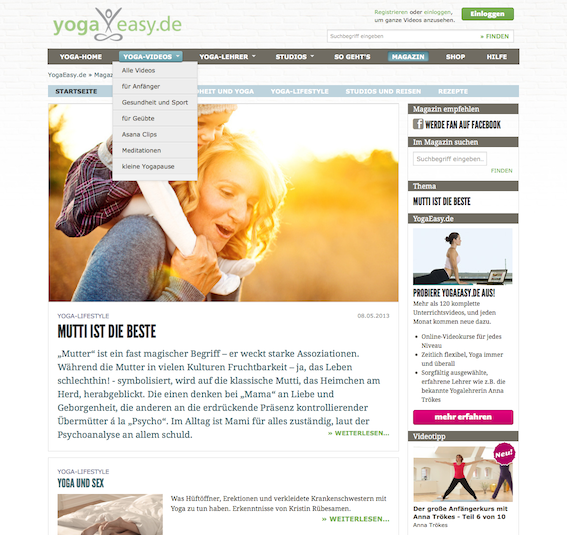 yoga easy.de
Registrieren oder einloggen,
um ganze Videos anzusehen.
Einloggen
Suchbegriff eingeben
» FINDEN
YOGA-HOME
YOGA-VIDEOS
YOGA-LEHRER
STUDIOS
SO GEHT'S
MAGAZIN
SHOP
HILFE
YogaEasy.de » Magaz
STARTSEITE
HEIT UND YOGA
YOGA-LIFESTYLE
STUDIOS UND REISEN
REZEPTE
Alle Videos
für Anfänger
Gesundheit und Sport
für Geübte
Asana Clips
Meditationen
kleine Yogapause
YOGA-LIFESTYLE
08.05.2013
MUTTI IST DIE BESTE
„Mutter“ ist ein fast magischer Begriff – er weckt starke Assoziationen.
Während die Mutter in vielen Kulturen Fruchtbarkeit – ja, das Leben
schlechthin! - symbolisiert, wird auf die klassische Mutti, das Heimchen am
Herd, herabgeblickt. Die einen denken bei „Mama“ an Liebe und
Geborgenheit, die anderen an die erdrückende Präsenz kontrollierender
Übermütter á la „Psycho“. Im Alltag ist Mami für alles zuständig, laut der
Psychoanalyse an allem schuld.
» WEITERLESEN...
YOGA-LIFESTYLE
YOGA UND SEX
Was Hüftöffner, Erektionen und verkleidete Krankenschwestern mit
Yoga zu tun haben. Erkenntnisse von Kristin Rübesamen.
» WEITERLESEN...
Magazin empfehlen
WERDE FAN AUF FACEBOOK
Im Magazin suchen
Suchbegriff eingeben..
FINDEN
Thema
MUTTI IST DIE BESTE
YogaEasy.de
PROBIERE YOGAEASY.DE AUS!
Mehr als 120 komplette
Unterrichtsvideos, und jeden
Monat kommen neue dazu.
• Online-Videokurse für jedes
Niveau
• Zeitlich flexibel, Yoga immer
und überall
• Sorgfältig ausgewählte,
erfahrene Lehrer wie z.B. die
bekannte Yogalehrerin Anna
Trökes
mehr erfahren
Videotipp
Neu!
Der große Anfängerkurs mit
Anna Trökes - Teil 6 von 10
Anna Trökes